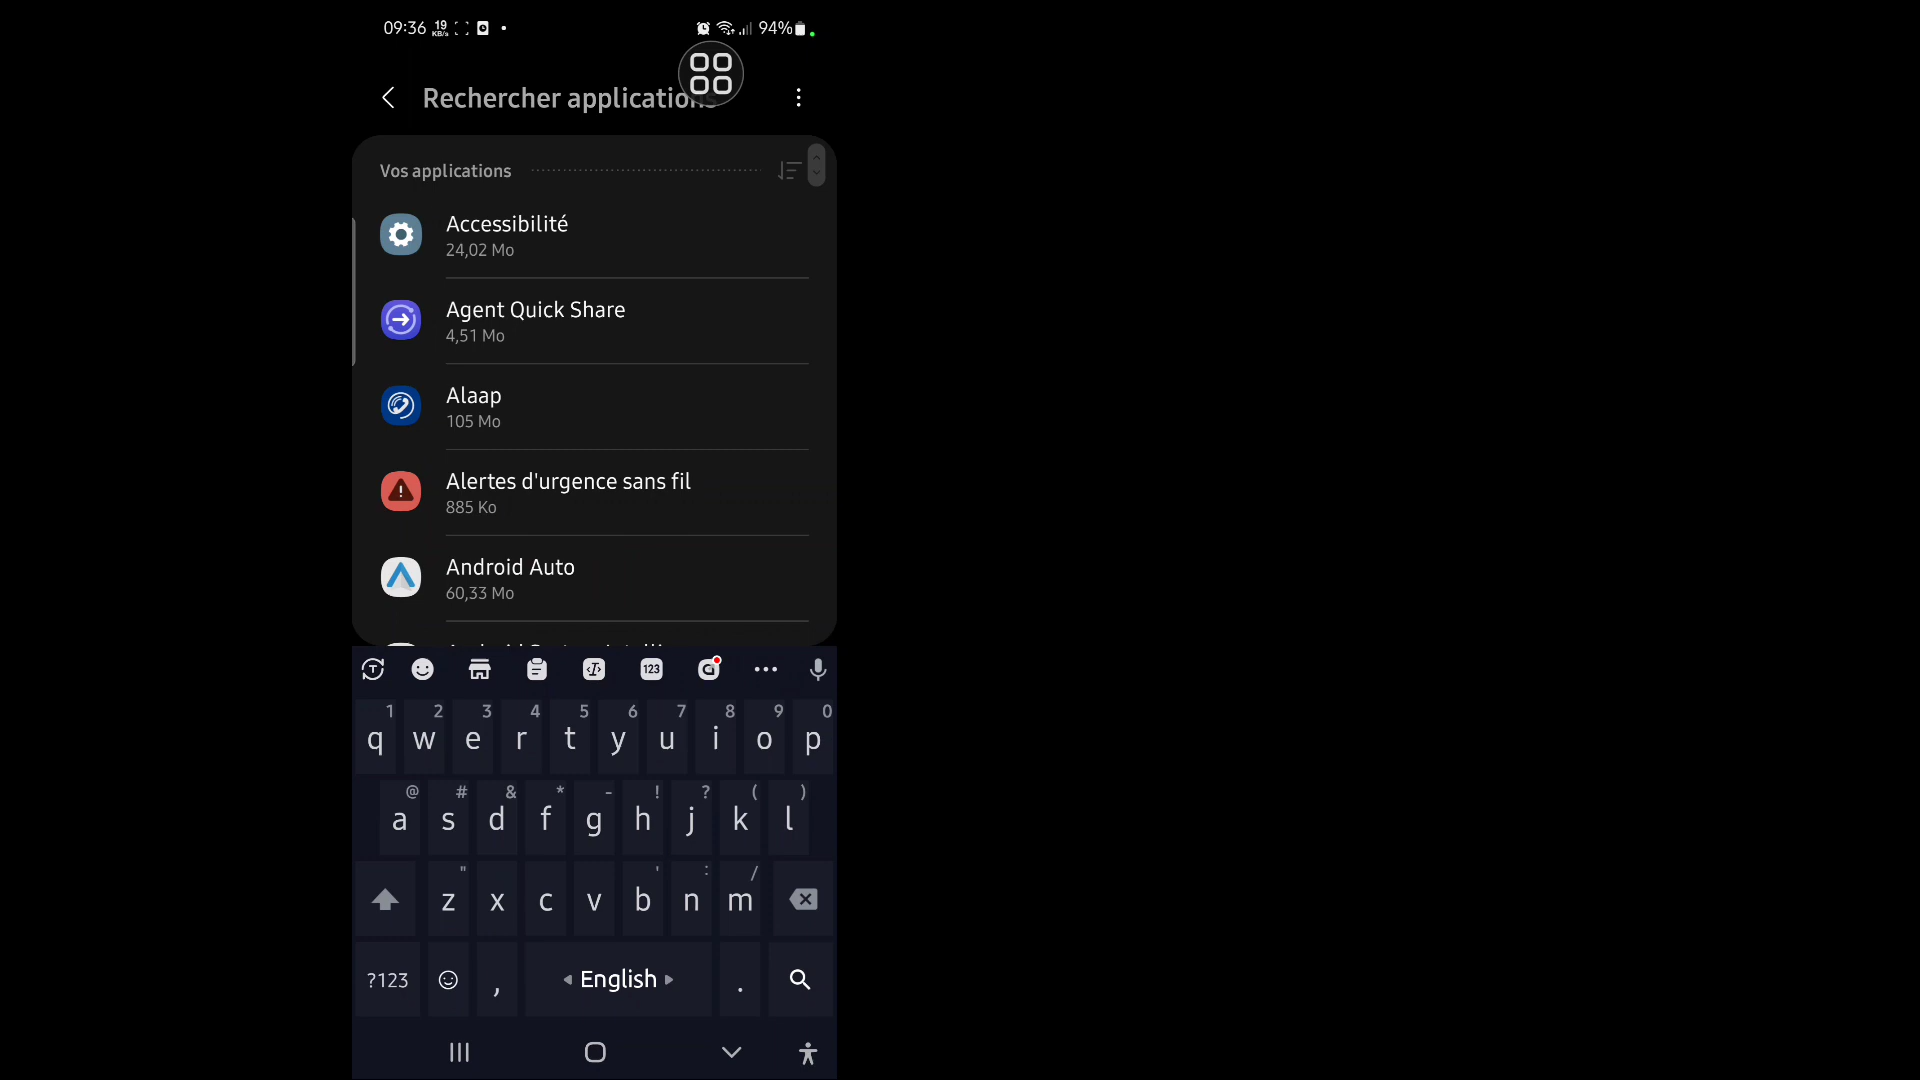 09:36 19 KB/s 94%
Rechercher applications
Vos applications
Accessibilité
24,02 Mo
Agent Quick Share
4,51 Mo
Alaap
105 Mo
Alertes d'urgence sans fil
885 Ko
Android Auto
60,33 Mo
123
1 2 3 4 5 6 7 8 9 0
q w e r t y u i o p
@ # & * - ! ? ( )
a s d f g h j k l
" ' : /
z x c v b n m
?123 , English .